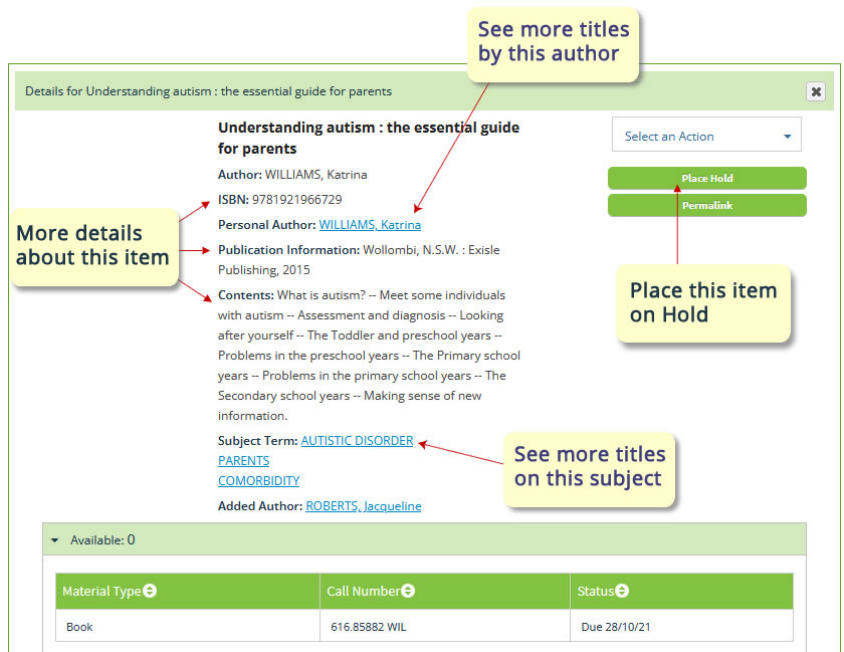 See more titles
by this author
Details for Understanding autism : the essential guide for parents
Understanding autism : the essential guide
for parents
Select an Action
Author: WILLIAMS, Katrina
Place Hold
ISBN: 9781921966729
Permalink
Personal Author: WILLIAMS, Katrina
More details
about this item
Publication Information: Wollombi, N.S.W. : Exisle
Publishing, 2015
Place this item
on Hold
Contents: What is autism? -- Meet some individuals
with autism -- Assessment and diagnosis -- Looking
after yourself -- The Toddler and preschool years --
Problems in the preschool years -- The Primary school
years -- Problems in the primary school years -- The
Secondary school years -- Making sense of new
information.
Subject Term: AUTISTIC DISORDER
PARENTS
COMORBIDITY
See more titles
on this subject
Added Author: ROBERTS, Jacqueline
Available: 0
Material Type Call Number Status
Book 616.85882 WIL Due 28/10/21